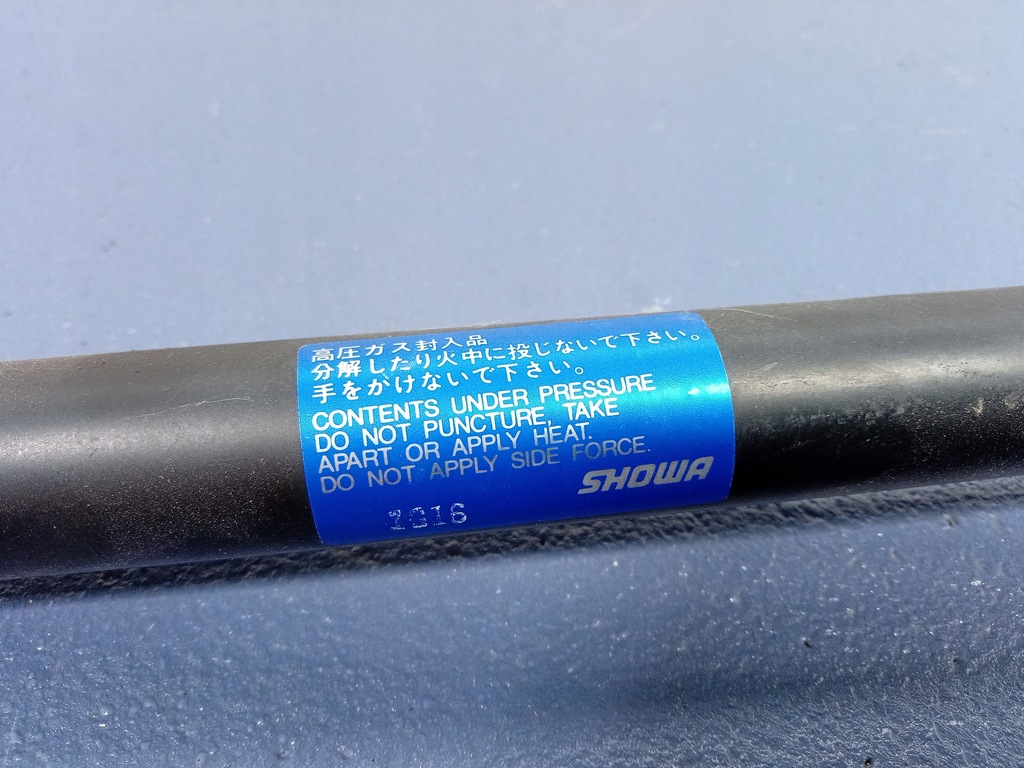 高圧ガス封入品
分解したり火中に投じないで下さい。
手をがけないで下さい。
CONTENTS UNDER PRESSURE
DO NOT PUNCTURE, TAKE
APART OR APPLY HEAT.
DO NOT APPLY SIDE FORCE.
SHOWA